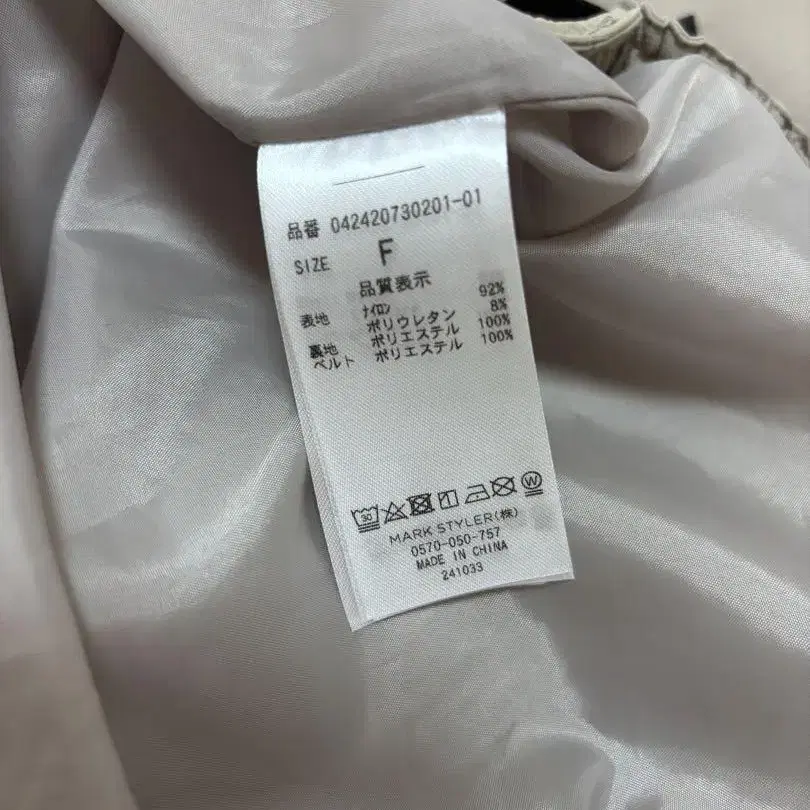 品番 042420730201-01
SIZE F
品質表示
表地 ナイロン 92%
ポリウレタン 8%
裏地 ポリエステル 100%
ベルト ポリエステル 100%
30
W
MARK STYLER(株)
0570-050-757
MADE IN CHINA
241033